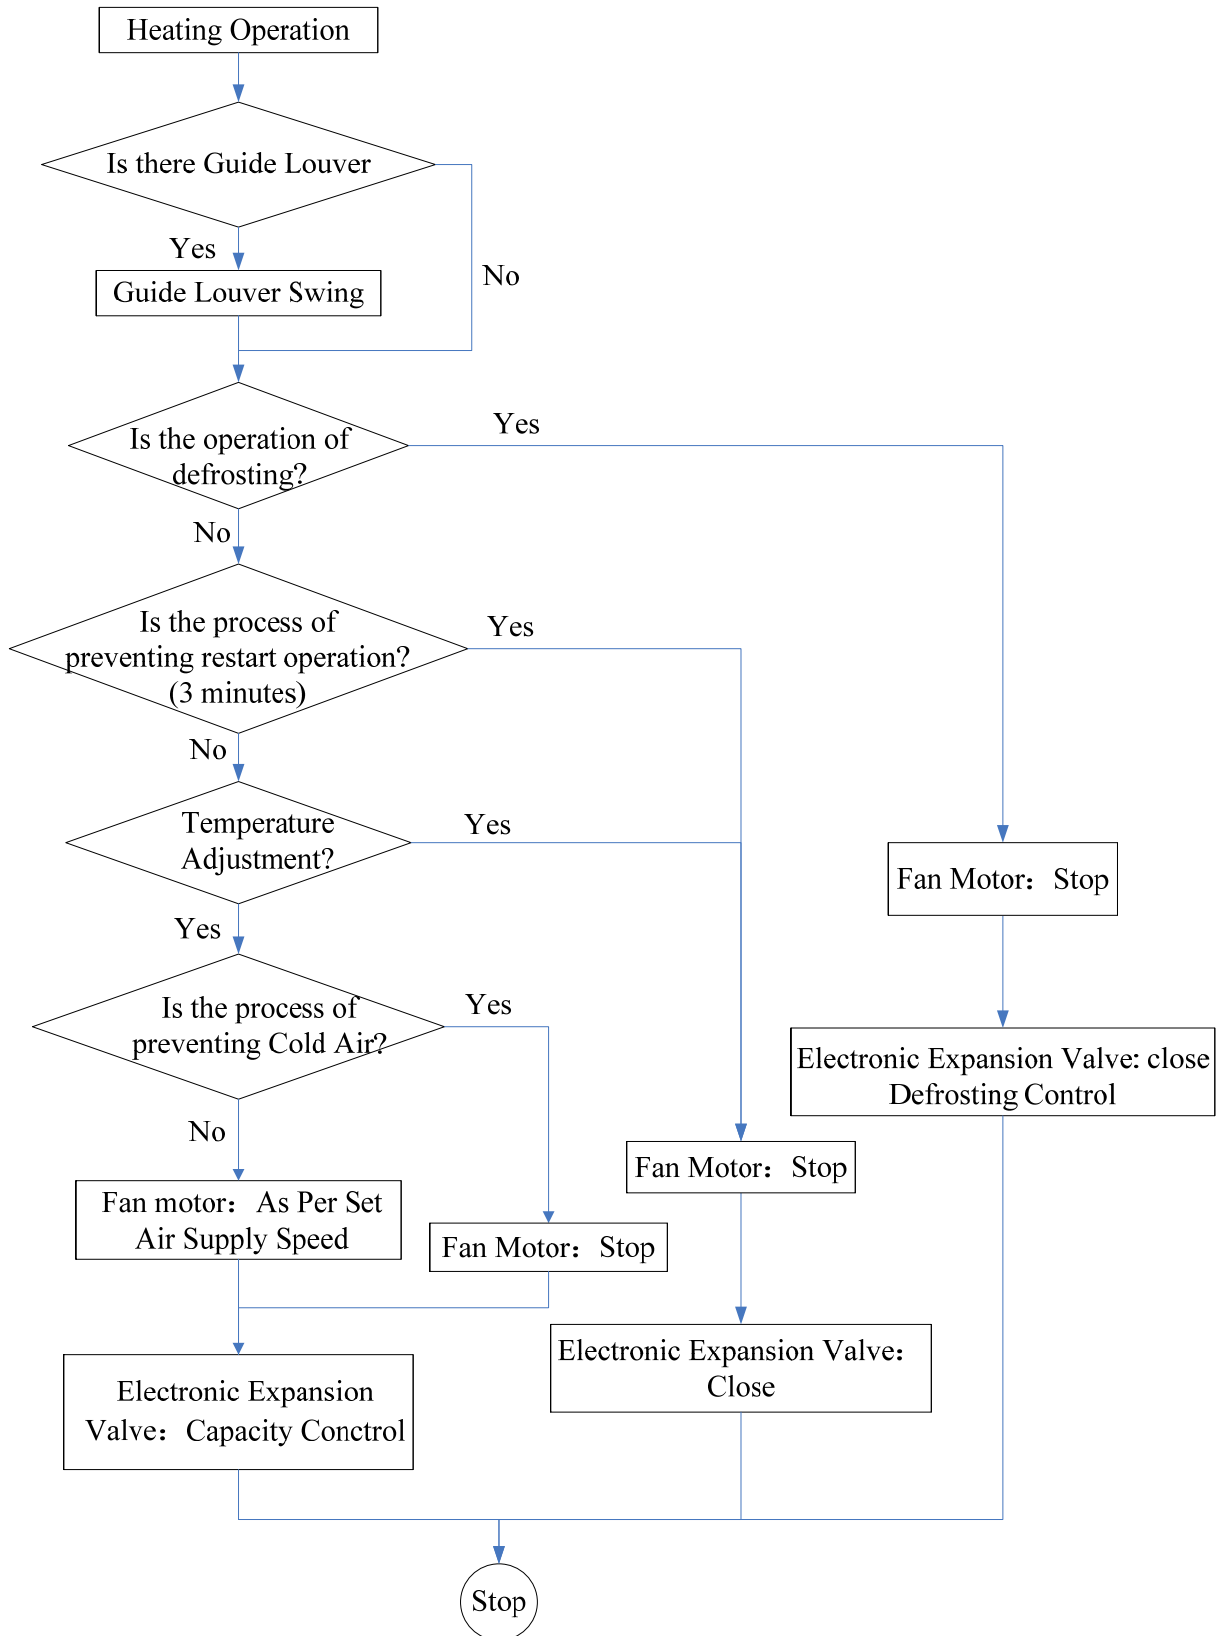 Heating Operation
Is there Guide Louver
Yes
No
Guide Louver Swing
Yes
Is the operation of
defrosting?
No
Is the process of
preventing restart operation?
(3 minutes)
Yes
No
Temperature
Adjustment?
Yes
Yes
Fan Motor：Stop
Is the process of
preventing Cold Air?
Yes
Electronic Expansion Valve: close
Defrosting Control
No
Fan Motor：Stop
Fan motor：As Per Set
Air Supply Speed
Fan Motor：Stop
Electronic Expansion Valve：
Close
Electronic Expansion
Valve：Capacity Conctrol
Stop